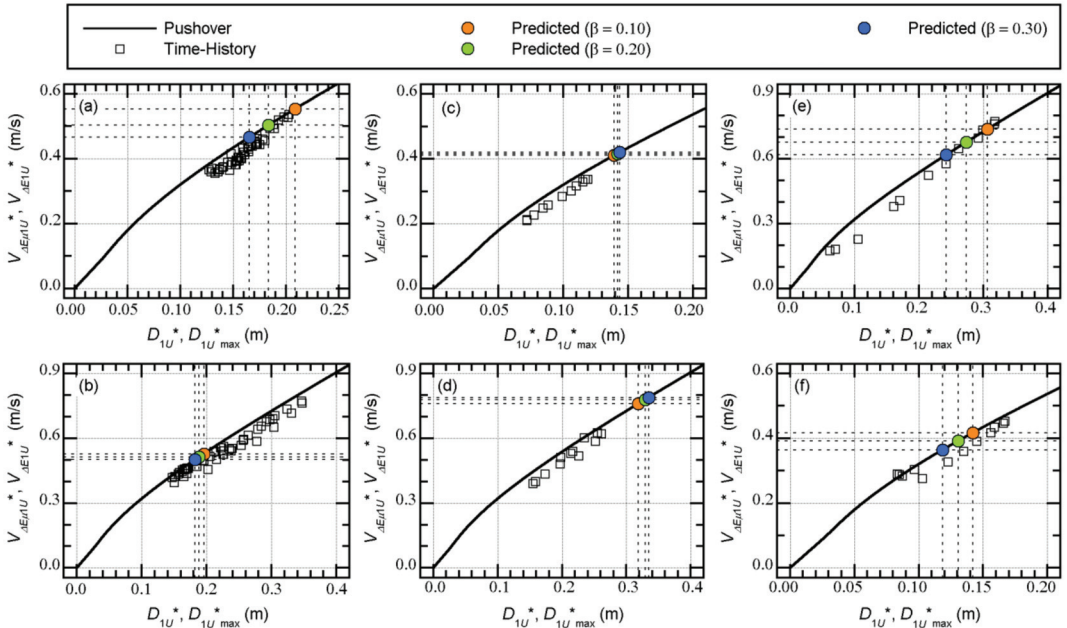 Pushover
Time-History
Predicted (β = 0.10)
Predicted (β = 0.20)
Predicted (β = 0.30)
(a)
V_ΔEμ1U*, V_ΔE1U* (m/s)
0.6
0.4
0.2
0.0
0.00 0.05 0.10 0.15 0.20 0.25
D_1U*, D_1U*max (m)
(c)
V_ΔEμ1U*, V_ΔE1U* (m/s)
0.6
0.4
0.2
0.0
0.00 0.05 0.10 0.15 0.20
D_1U*, D_1U*max (m)
(e)
V_ΔEμ1U*, V_ΔE1U* (m/s)
0.9
0.6
0.3
0.0
0.0 0.1 0.2 0.3 0.4
D_1U*, D_1U*max (m)
(b)
V_ΔEμ1U*, V_ΔE1U* (m/s)
0.9
0.6
0.3
0.0
0.0 0.1 0.2 0.3 0.4
D_1U*, D_1U*max (m)
(d)
V_ΔEμ1U*, V_ΔE1U* (m/s)
0.9
0.6
0.3
0.0
0.0 0.1 0.2 0.3 0.4
D_1U*, D_1U*max (m)
(f)
V_ΔEμ1U*, V_ΔE1U* (m/s)
0.6
0.4
0.2
0.0
0.00 0.05 0.10 0.15 0.20
D_1U*, D_1U*max (m)